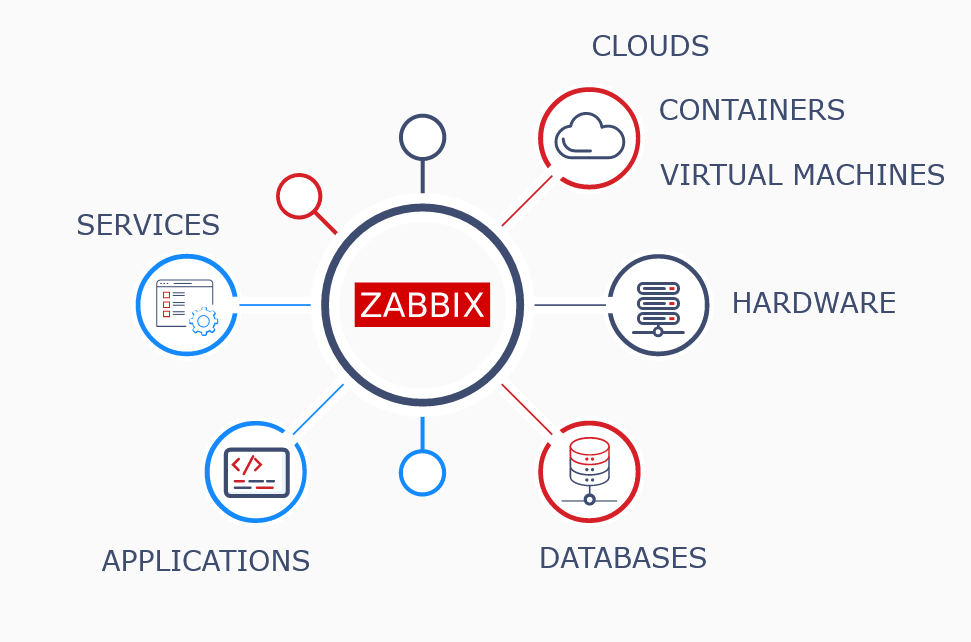 CLOUDS
CONTAINERS
VIRTUAL MACHINES
SERVICES
ZABBIX
HARDWARE
APPLICATIONS
DATABASES